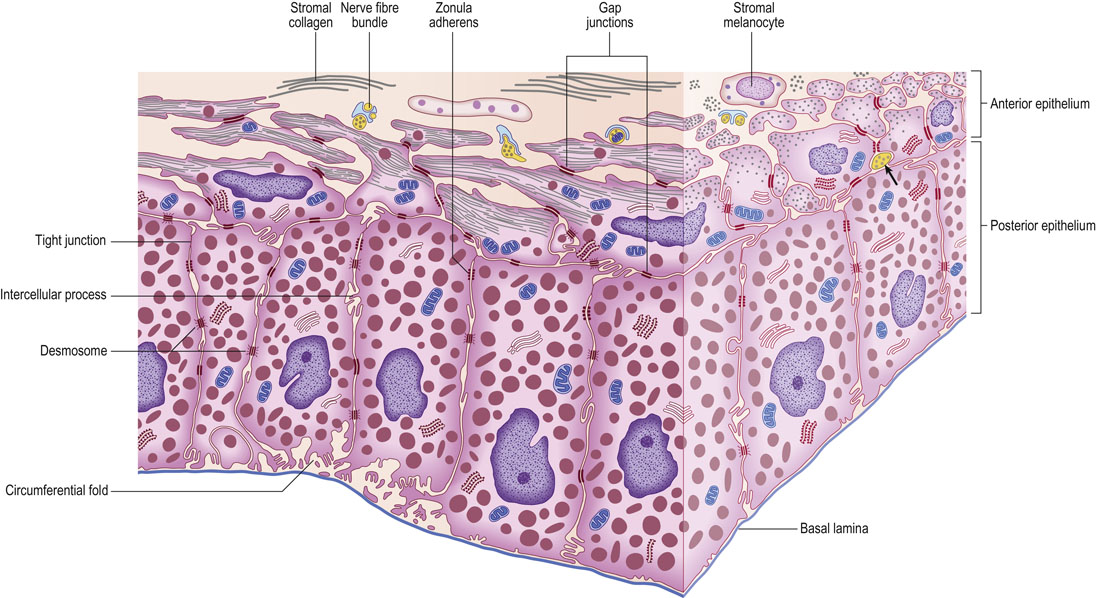 Stromal
collagen
Nerve fibre
bundle
Zonula
adherens
Gap
junctions
Stromal
melanocyte
Anterior epithelium
Posterior epithelium
Tight junction
Intercellular process
Desmosome
Circumferential fold
Basal lamina